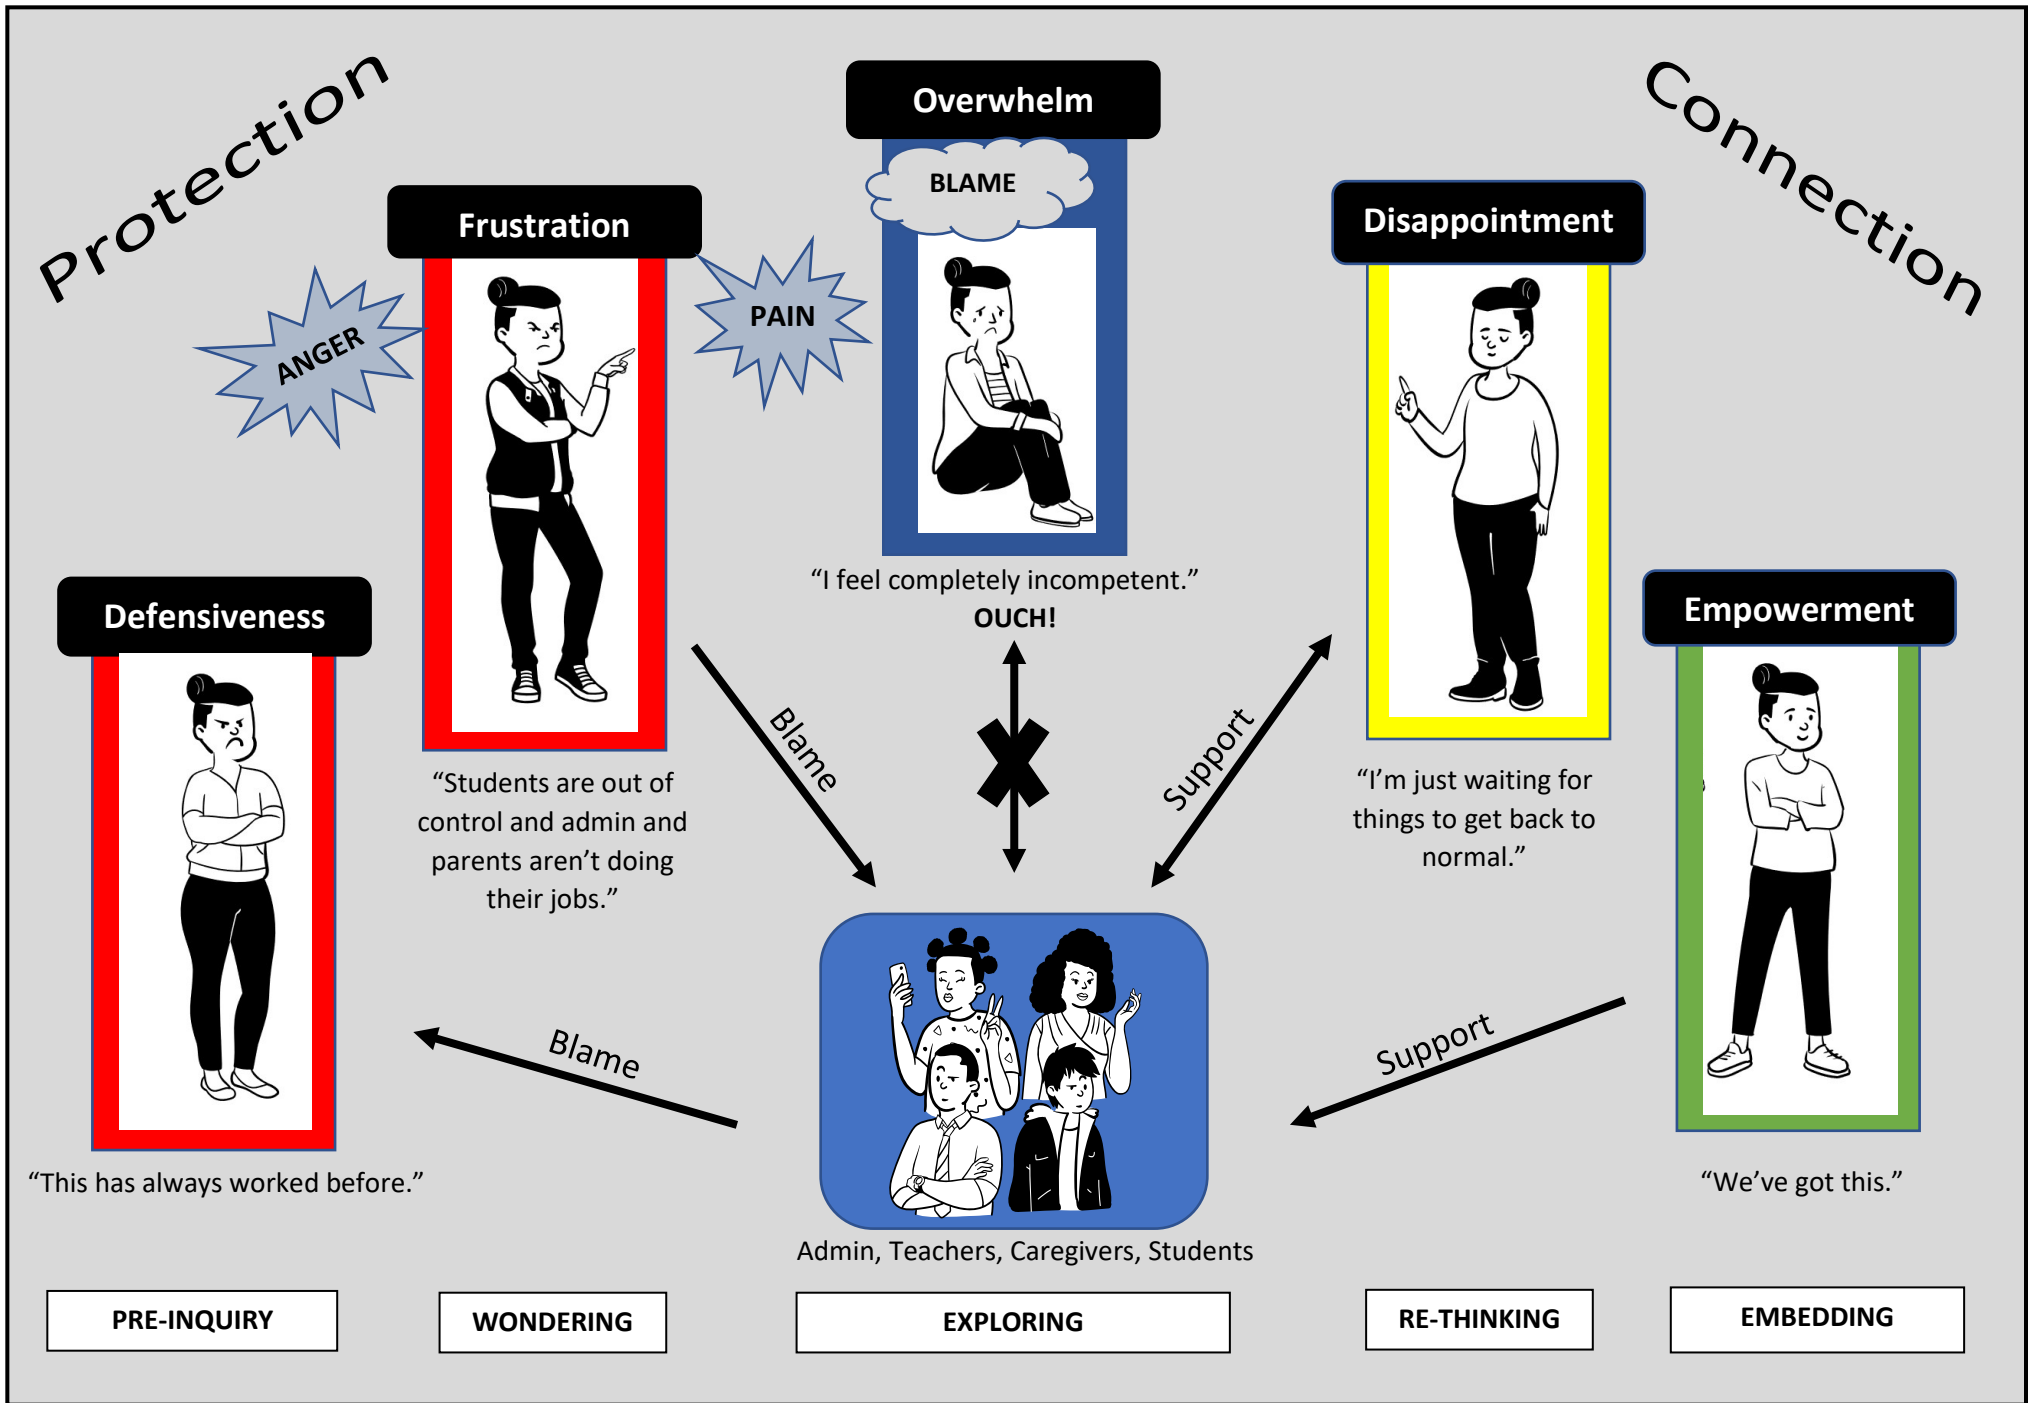 Protection
Connection
Overwhelm
BLAME
Frustration
Disappointment
ANGER
PAIN
"I feel completely incompetent."
OUCH!
Defensiveness
Empowerment
Blame
Support
“Students are out of
control and admin and
parents aren’t doing
their jobs.”
“I’m just waiting for
things to get back to
normal.”
Blame
Support
“This has always worked before.”
“We’ve got this.”
Admin, Teachers, Caregivers, Students
PRE-INQUIRY
WONDERING
EXPLORING
RE-THINKING
EMBEDDING